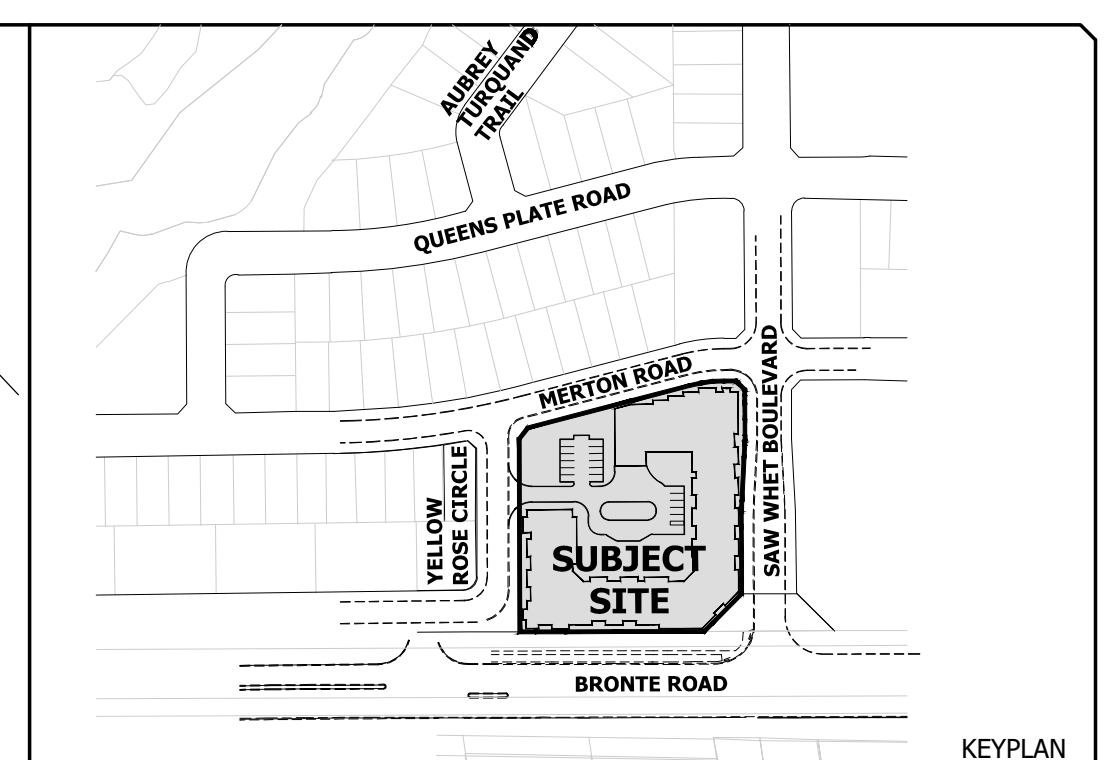 AUBREY
TURQUAND
TRAIL
QUEENS PLATE ROAD
MERTON ROAD
SAW WHET BOULEVARD
YELLOW
ROSE CIRCLE
SUBJECT
SITE
BRONTE ROAD
KEYPLAN